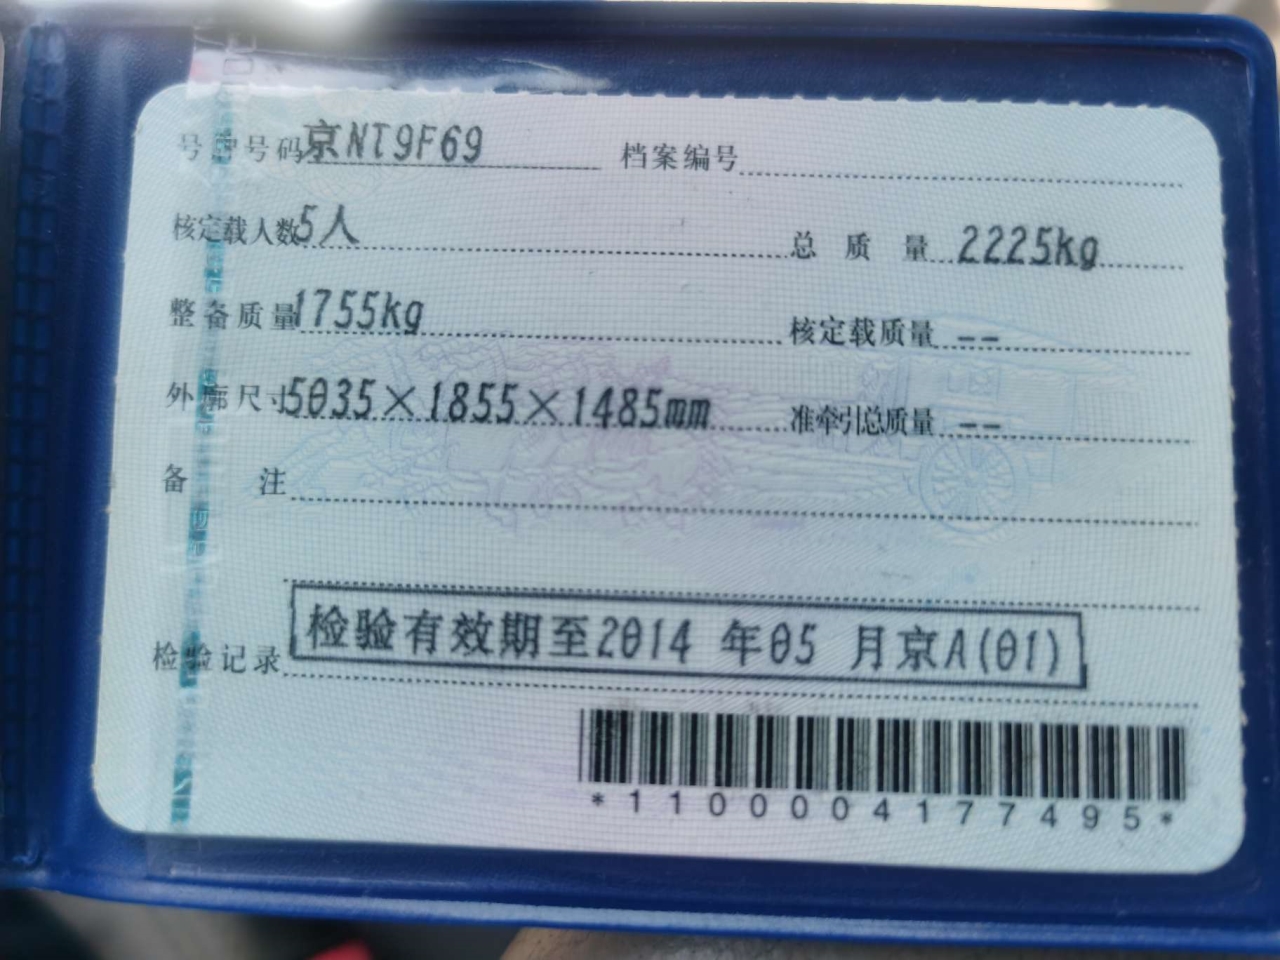 号牌号码京NT9F69 档案编号
核定载人数5人 总质量2225kg
整备质量1755kg 核定载质量--
外廓尺寸5035×1855×1485mm 准牵引总质量--
备注
检验记录检验有效期至2014年05月京A(01)
*1100004177495*